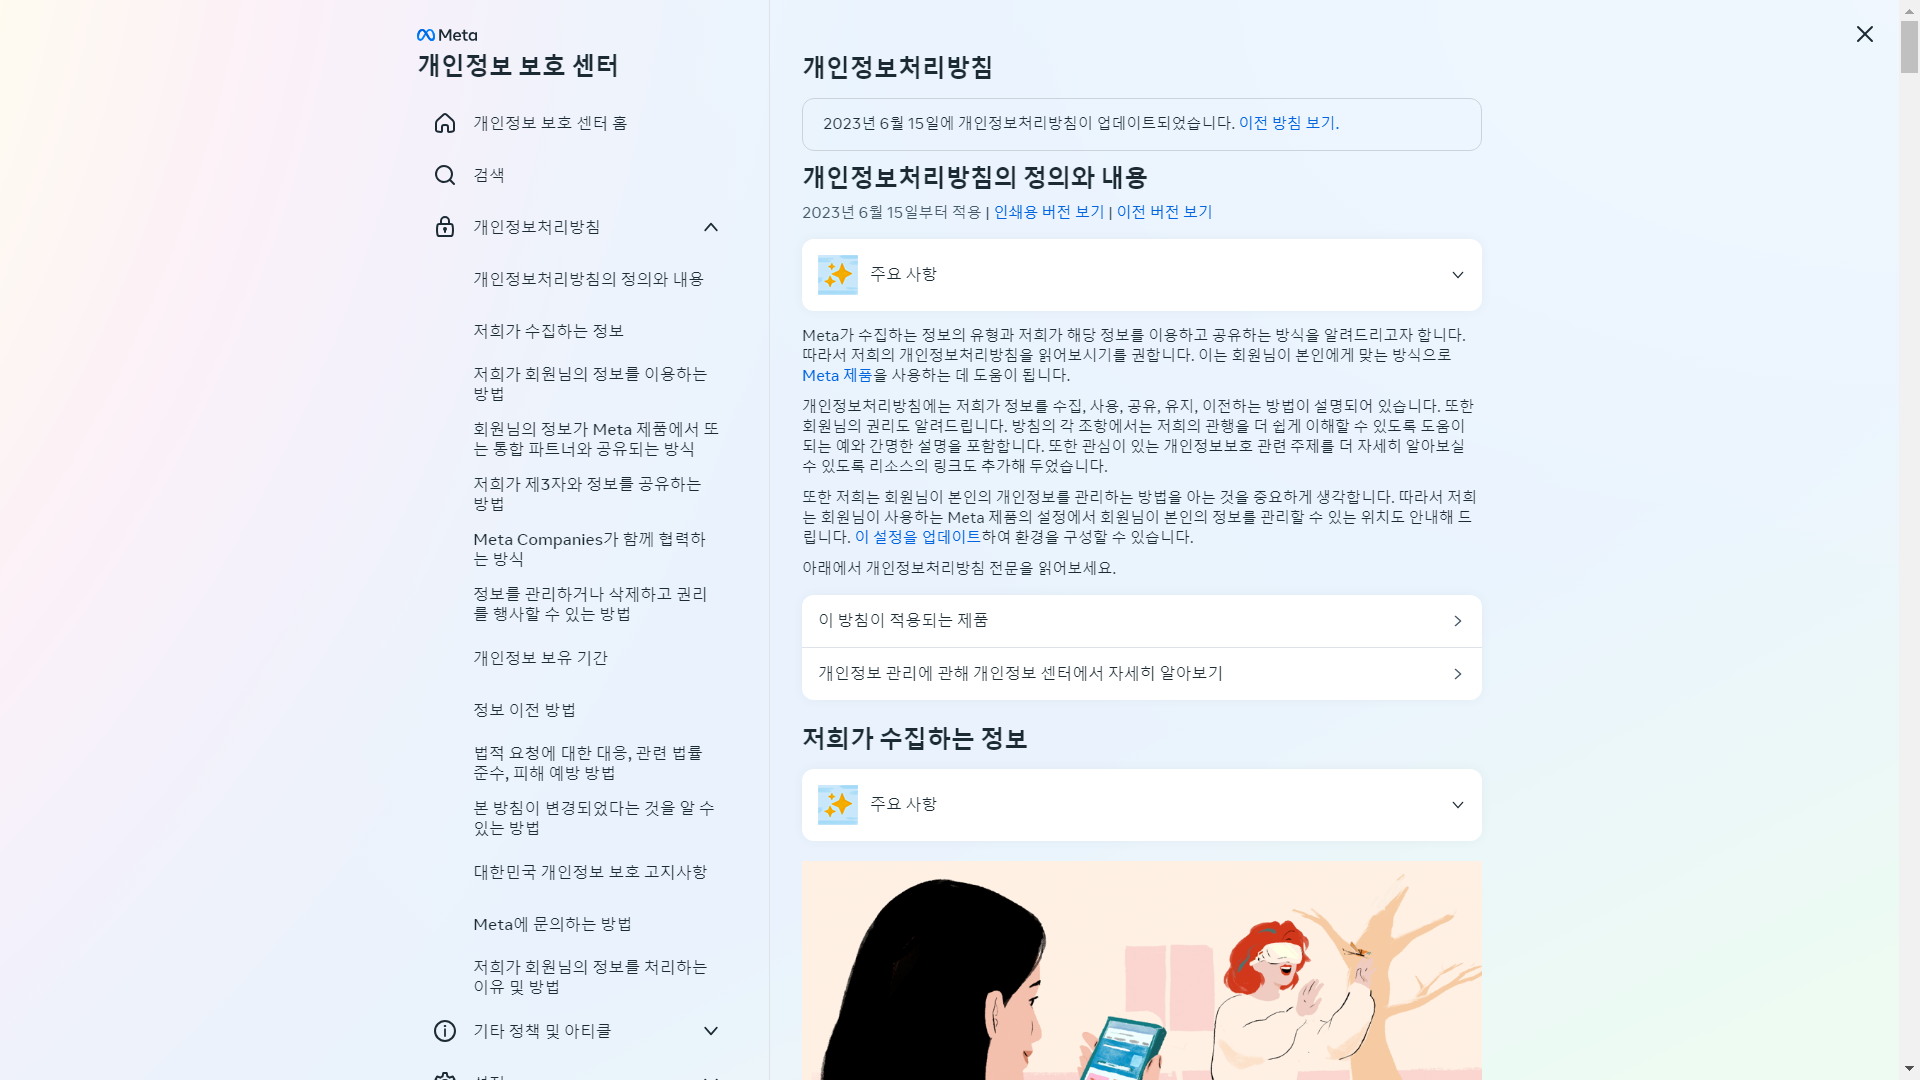 Meta
개인정보 보호 센터
개인정보 보호 센터 홈
검색
개인정보처리방침
개인정보처리방침의 정의와 내용
저희가 수집하는 정보
저희가 회원님의 정보를 이용하는
방법
회원님의 정보가 Meta 제품에서 또
는 통합 파트너와 공유되는 방식
저희가 제3자와 정보를 공유하는
방법
Meta Companies가 함께 협력하
는 방식
정보를 관리하거나 삭제하고 권리
를 행사할 수 있는 방법
개인정보 보유 기간
정보 이전 방법
법적 요청에 대한 대응, 관련 법률
준수, 피해 예방 방법
본 방침이 변경되었다는 것을 알 수
있는 방법
대한민국 개인정보 보호 고지사항
Meta에 문의하는 방법
저희가 회원님의 정보를 처리하는
이유 및 방법
기타 정책 및 아티클
개인정보처리방침
2023년 6월 15일에 개인정보처리방침이 업데이트되었습니다. 이전 방침 보기.
개인정보처리방침의 정의와 내용
2023년 6월 15일부터 적용 | 인쇄용 버전 보기 | 이전 버전 보기
주요 사항
Meta가 수집하는 정보의 유형과 저희가 해당 정보를 이용하고 공유하는 방식을 알려드리고자 합니다.
따라서 저희의 개인정보처리방침을 읽어보시기를 권합니다. 이는 회원님이 본인에게 맞는 방식으로
Meta 제품을 사용하는 데 도움이 됩니다.
개인정보처리방침에는 저희가 정보를 수집, 사용, 공유, 유지, 이전하는 방법이 설명되어 있습니다. 또한
회원님의 권리도 알려드립니다. 방침의 각 조항에서는 저희의 관행을 더 쉽게 이해할 수 있도록 도움이
되는 예와 간명한 설명을 포함합니다. 또한 관심이 있는 개인정보보호 관련 주제를 더 자세히 알아보실
수 있도록 리소스의 링크도 추가해 두었습니다.
또한 저희는 회원님이 본인의 개인정보를 관리하는 방법을 아는 것을 중요하게 생각합니다. 따라서 저희
는 회원님이 사용하는 Meta 제품의 설정에서 회원님이 본인의 정보를 관리할 수 있는 위치도 안내해 드
립니다. 이 설정을 업데이트하여 환경을 구성할 수 있습니다.
아래에서 개인정보처리방침 전문을 읽어보세요.
이 방침이 적용되는 제품
개인정보 관리에 관해 개인정보 센터에서 자세히 알아보기
저희가 수집하는 정보
주요 사항